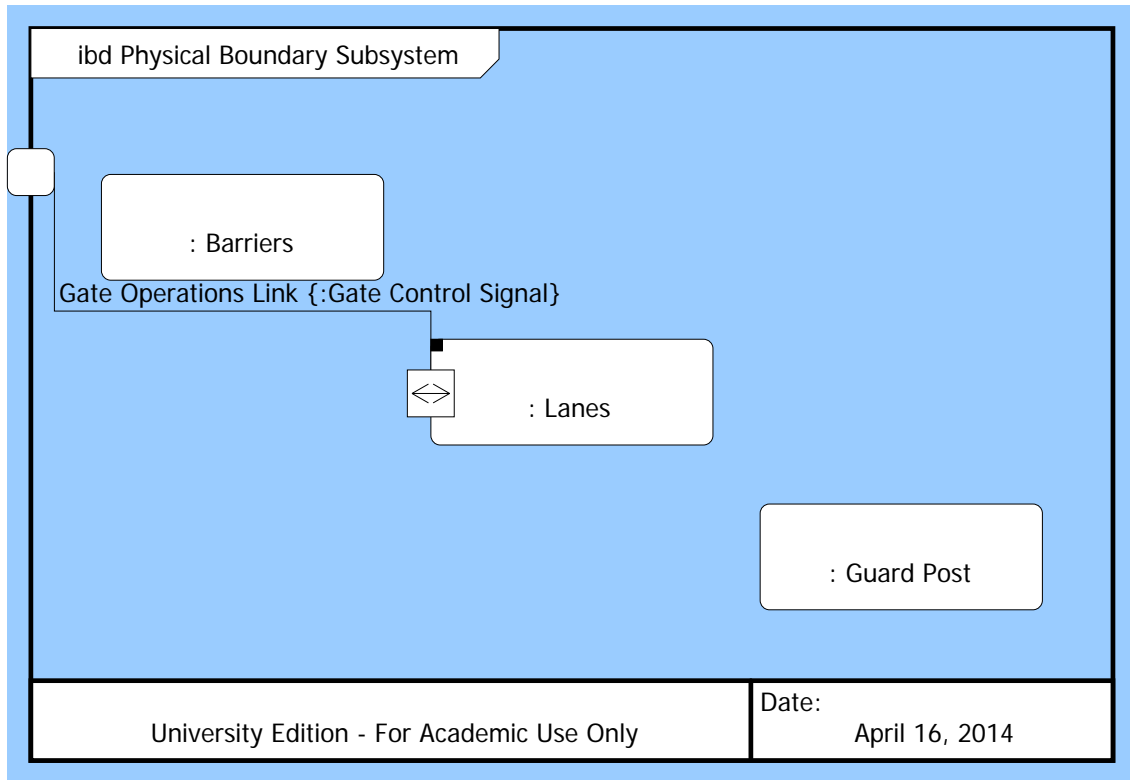 ibd Physical Boundary Subsystem
: Barriers
Gate Operations Link {:Gate Control Signal}
: Lanes
: Guard Post
University Edition - For Academic Use Only
Date:
April 16, 2014